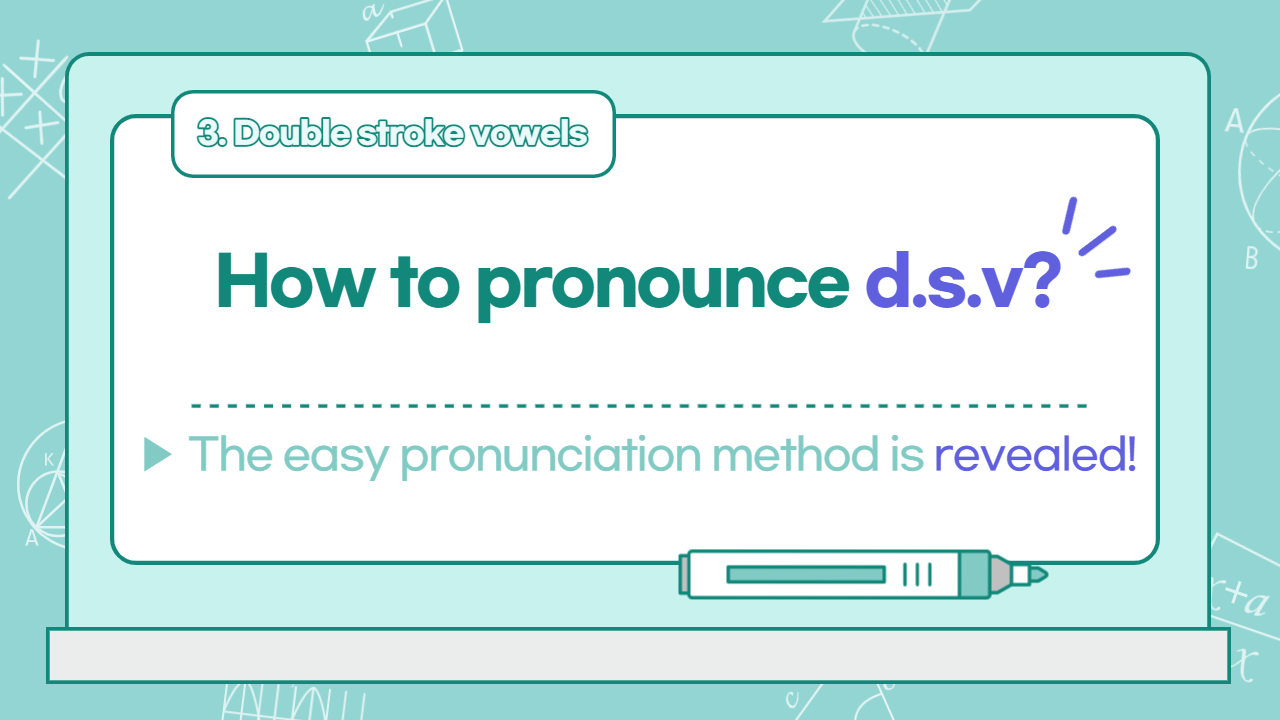 a
A
3. Double stroke vowels
How to pronounce d.s.v?
B
The easy pronunciation method is revealed!
K
A
x+a
x
c